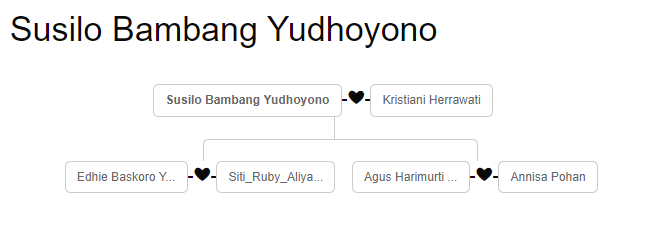 Susilo Bambang Yudhoyono
Susilo Bambang Yudhoyono Kristiani Herrawati
Edhie Baskoro Y... Siti_Ruby_Aliya... Agus Harimurti ... Annisa Pohan